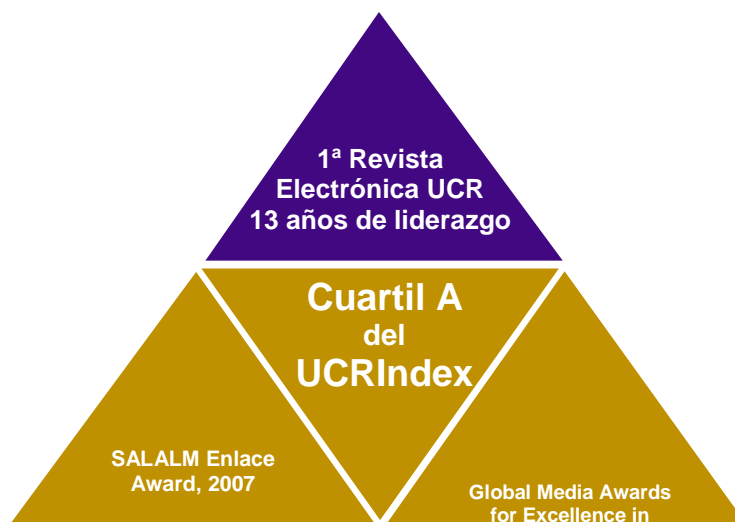 1ª Revista
Electrónica UCR
13 años de liderazgo
Cuartil A
del
UCRIndex
SALALM Enlace
Award, 2007
Global Media Awards
for Excellence in